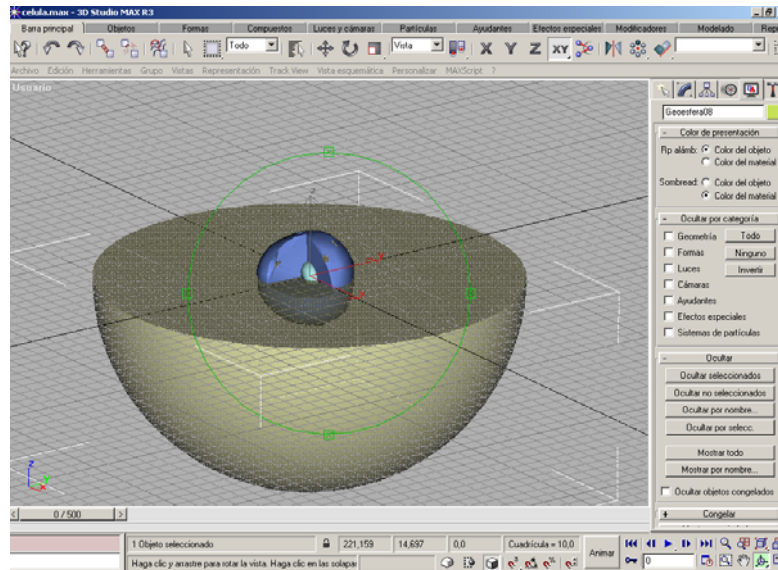 celula.max - 3D Studio MAX R3
Barra principal Objetos Formas Compuestos Luces y cámaras Partículas Ayudantes Efectos especiales Modificadores Modelado
Todo Vista X Y Z XY
Archivo Edición Herramientas Grupo Vistas Representación Track View Vista esquemática Personalizar MAXScript ?
Usuario
Geoesfera08
- Color de presentación
Rp alámb: Color del objeto
Color del material
Sombread: Color del objeto
Color del material
- Ocultar por categoría
Geometría Todo
Formas Ninguno
Luces Invertir
Cámaras
Ayudantes
Efectos especiales
Sistemas de partículas
- Ocultar
Ocultar seleccionados
Ocultar no seleccionados
Ocultar por nombre...
Ocultar por selecc.
Mostrar todo
Mostrar por nombre...
Ocultar objetos congelados
+ Congelar
z
y
x
0 / 500
1 Objeto seleccionado 221,159 14,697 0,0 Cuadrícula = 10,0 Animar
Haga clic y arrastre para rotar la vista. Haga clic en las solapa 0